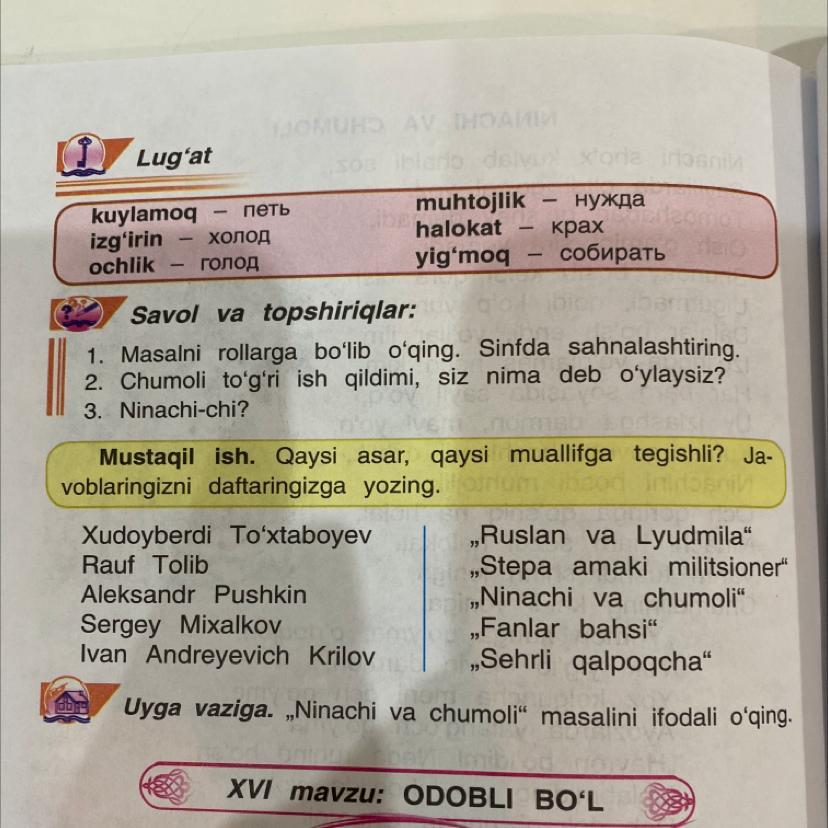 Lug‘at
kuylamoq – петь
izg‘irin – холод
ochlik – голод
muhtojlik – нужда
halokat – крах
yig‘moq – собирать
Savol va topshiriqlar:
1. Masalni rollarga bo‘lib o‘qing. Sinfda sahnalashtiring.
2. Chumoli to‘g‘ri ish qildimi, siz nima deb o‘ylaysiz?
3. Ninachi-chi?
Mustaqil ish. Qaysi asar, qaysi muallifga tegishli? Ja-
voblaringizni daftaringizga yozing.
Xudoyberdi To‘xtaboyev
Rauf Tolib
Aleksandr Pushkin
Sergey Mixalkov
Ivan Andreyevich Krilov
„Ruslan va Lyudmila“
„Stepa amaki militsioner“
„Ninachi va chumoli“
„Fanlar bahsi“
„Sehrli qalpoqcha“
Uyga vaziga. „Ninachi va chumoli“ masalini ifodali o‘qing.
XVI mavzu: ODOBLI BO‘L